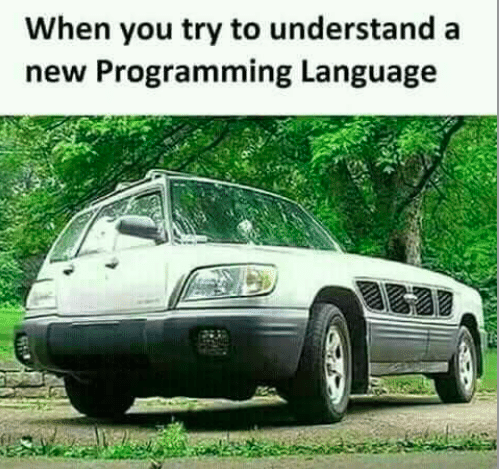 When you try to understand a
new Programming Language